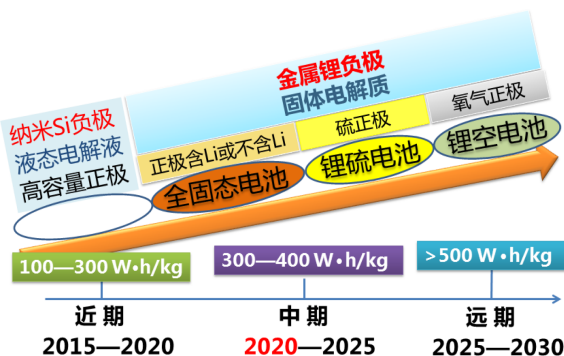 金属锂负极
固体电解质
纳米Si负极
液态电解液
高容量正极
正极含Li或不含Li
硫正极
氧气正极
全固态电池
锂硫电池
锂空电池
100—300 W•h/kg
300—400 W•h/kg
>500 W•h/kg
近 期
中 期
远 期
2015—2020
2020—2025
2025—2030